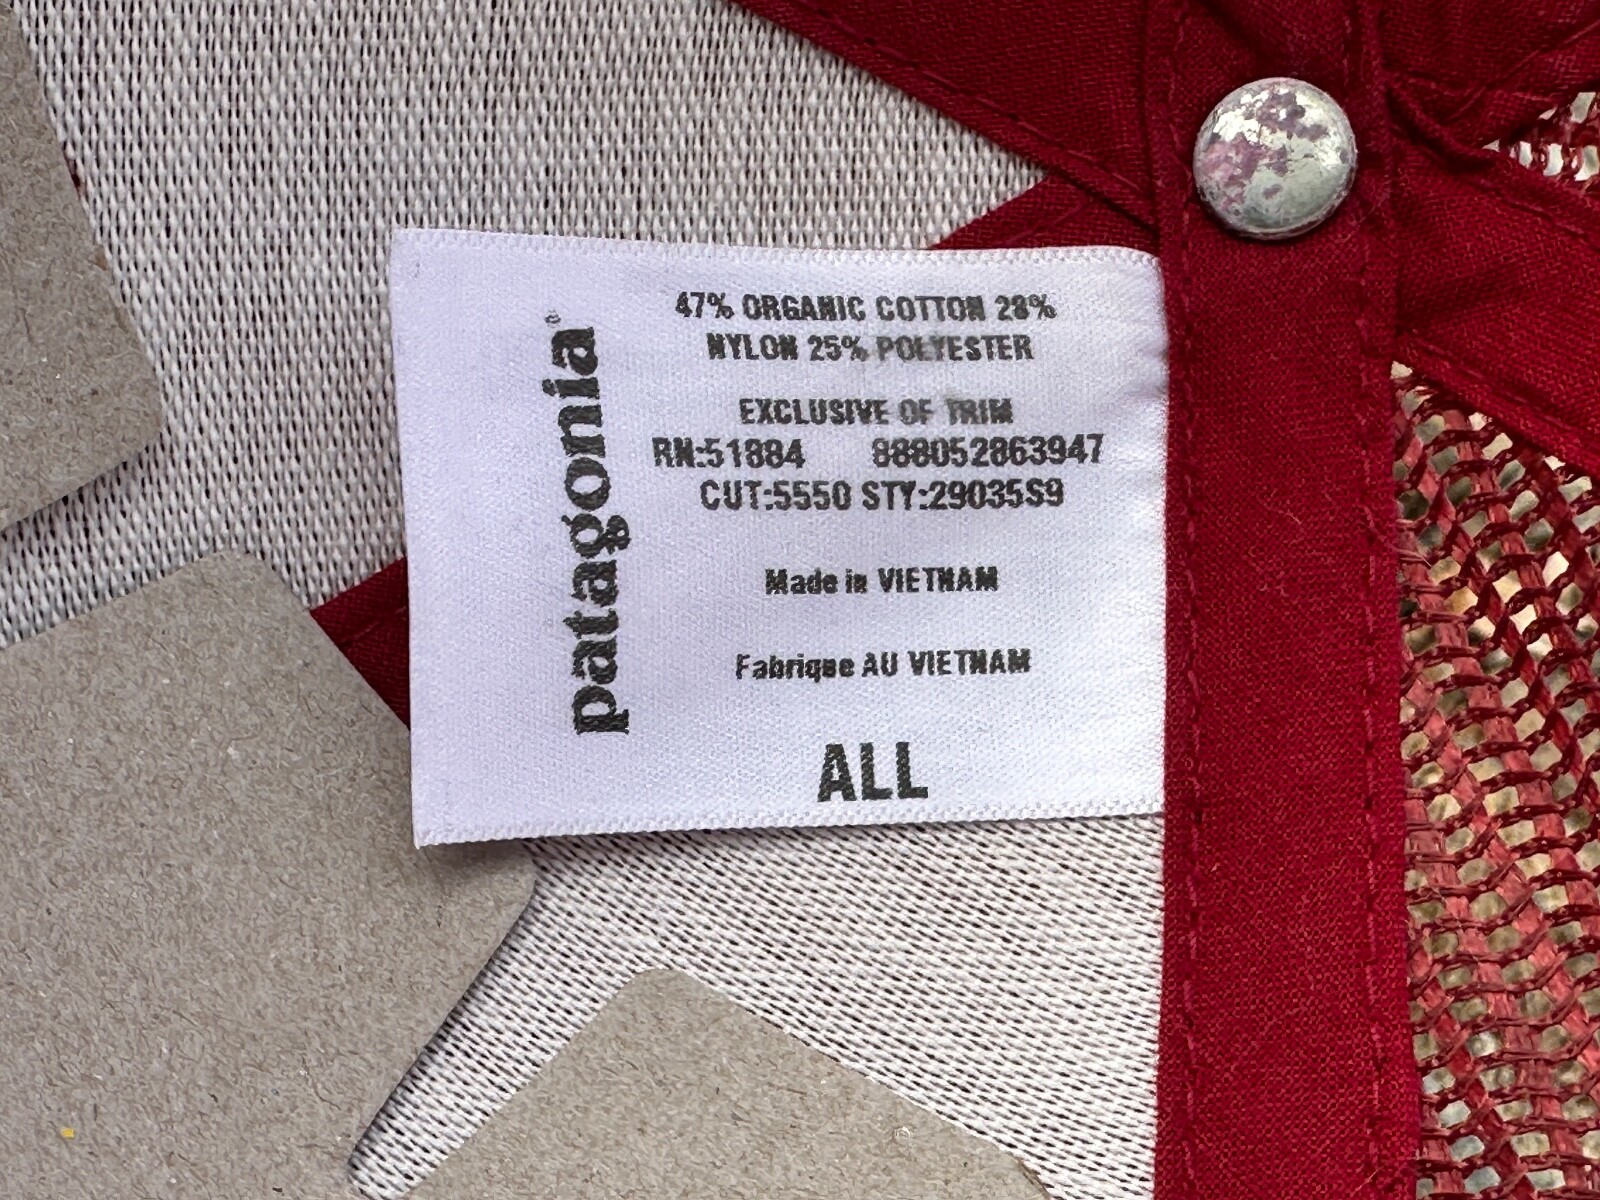 patagonia®
47% ORGANIC COTTON 28%
NYLON 25% POLYESTER
EXCLUSIVE OF TRIM
RN:51884 888052863947
CUT:5550 STY:29035S9
Made in VIETNAM
Fabrique AU VIETNAM
ALL